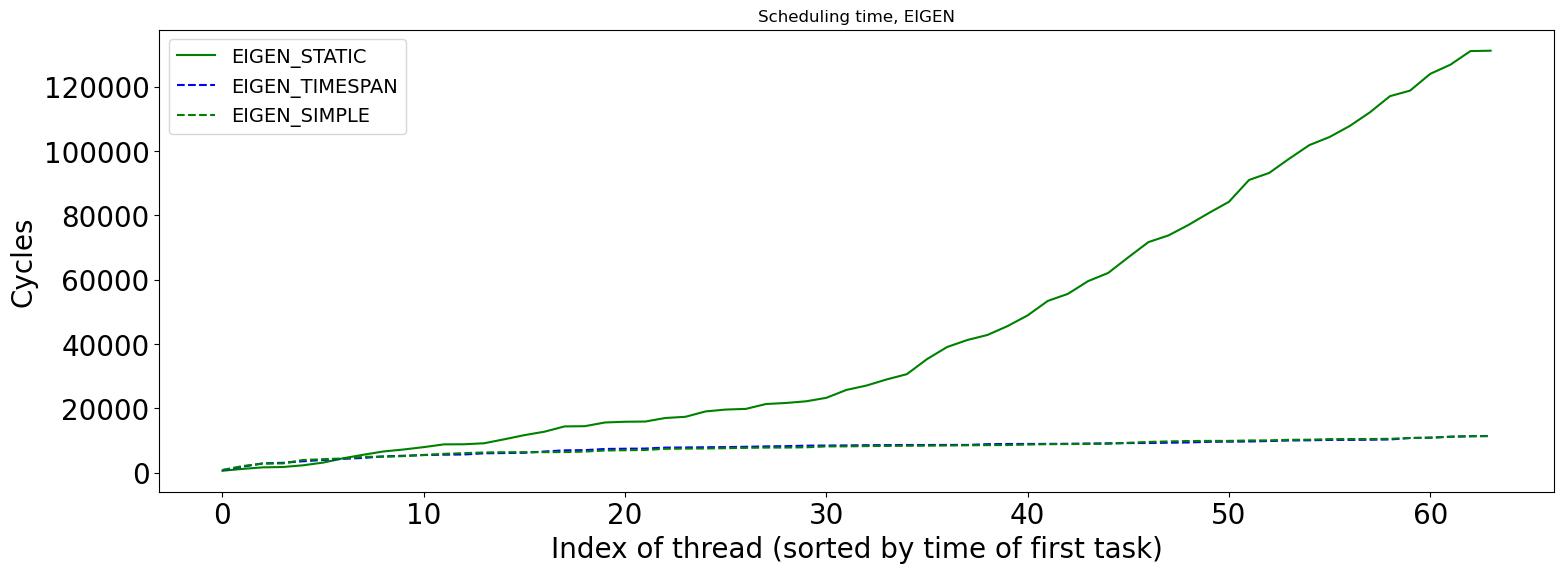 Scheduling time, EIGEN
EIGEN_STATIC
EIGEN_TIMESPAN
EIGEN_SIMPLE
120000
100000
80000
60000
40000
20000
0
Cycles
0 10 20 30 40 50 60
Index of thread (sorted by time of first task)